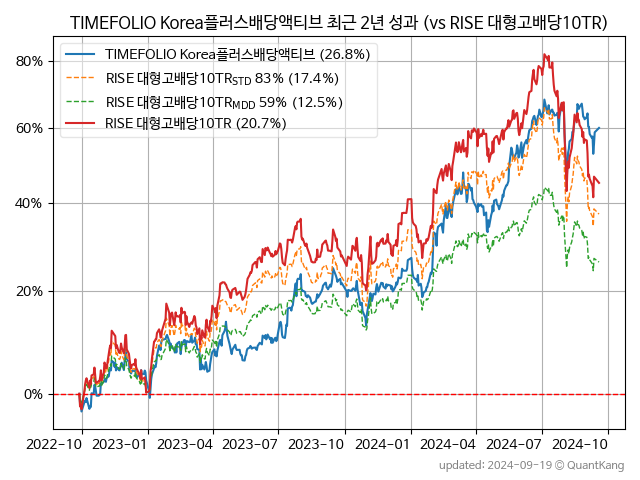 TIMEFOLIO Korea플러스배당액티브 최근 2년 성과 (vs RISE 대형고배당10TR)
TIMEFOLIO Korea플러스배당액티브 (26.8%)
RISE 대형고배당10TR_STD 83% (17.4%)
RISE 대형고배당10TR_MDD 59% (12.5%)
RISE 대형고배당10TR (20.7%)
80%
60%
40%
20%
0%
2022-10 2023-01 2023-04 2023-07 2023-10 2024-01 2024-04 2024-07 2024-10
updated: 2024-09-19 © QuantKang